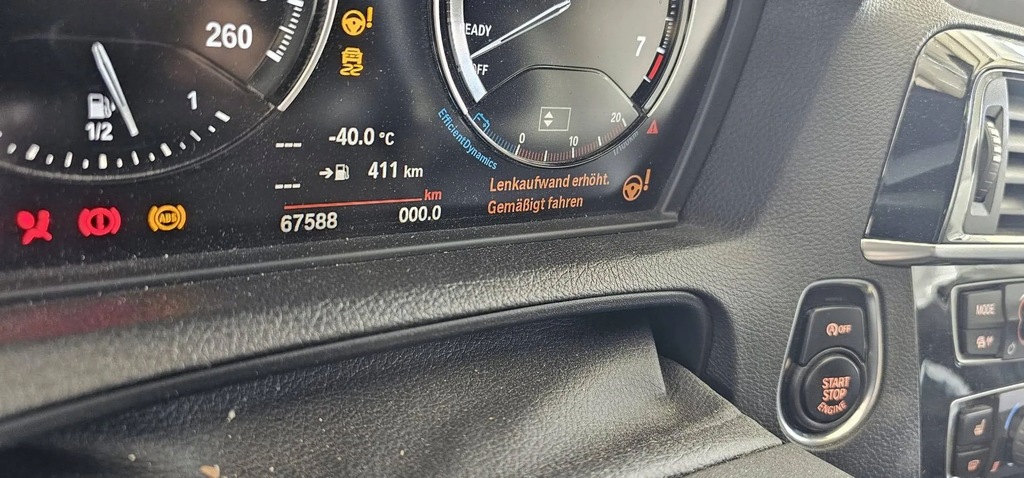 260
1/2
1
--- -40.0 °C
411 km
---
km
67588 000.0
ABS
EfficientDynamics
OFF
7
0 10 20
Lenkaufwand erhöht.
Gemäßigt fahren
MODE
OFF
START
STOP
ENGINE